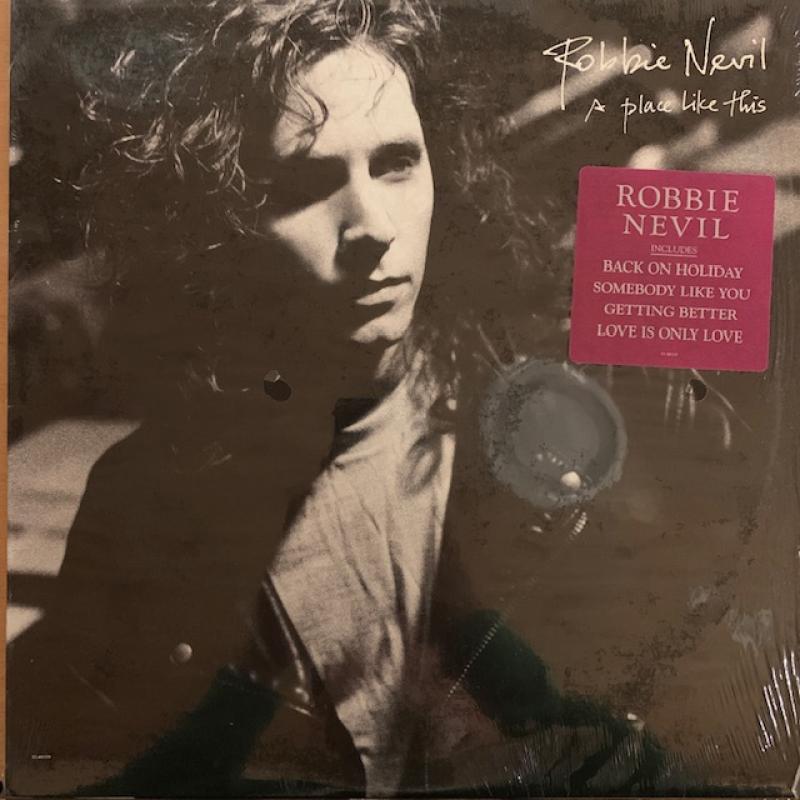 Robbie Nevil
A place like this
ROBBIE
NEVIL
INCLUDES
BACK ON HOLIDAY
SOMEBODY LIKE YOU
GETTING BETTER
LOVE IS ONLY LOVE